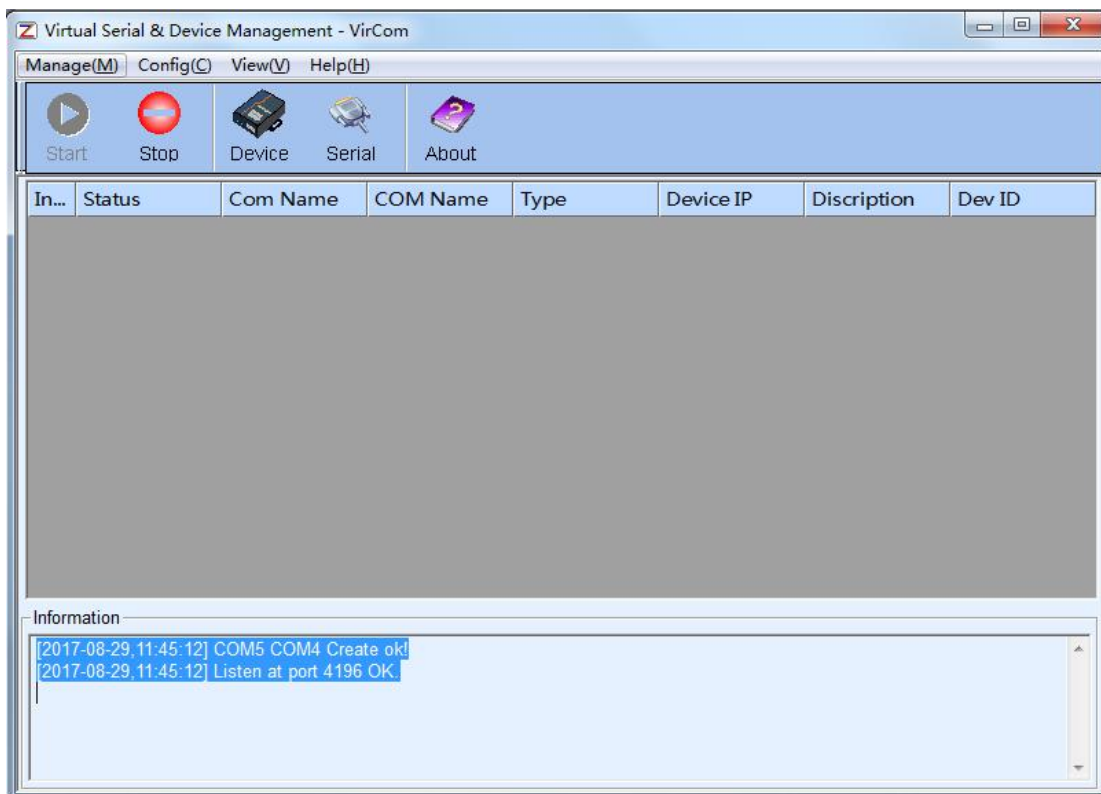 Virtual Serial & Device Management - VirCom
Manage(M) Config(C) View(V) Help(H)
Start Stop Device Serial About
In... Status Com Name COM Name Type Device IP Discription Dev ID
Information
[2017-08-29,11:45:12] COM5 COM4 Create ok!
[2017-08-29,11:45:12] Listen at port 4196 OK.